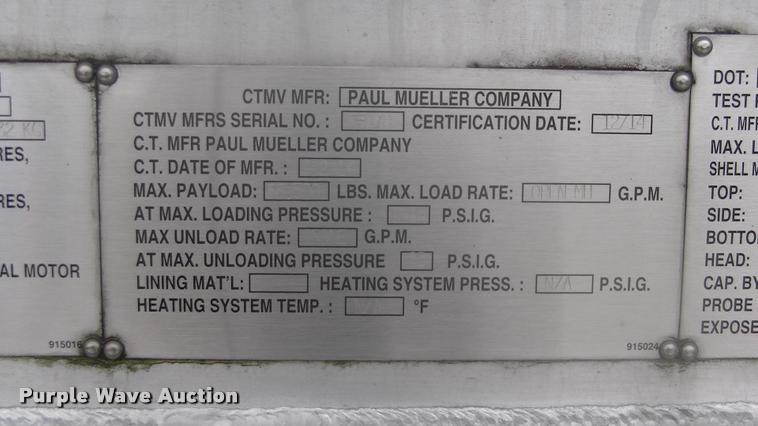 KG
RES,
RES,
AL MOTOR
915016
CTMV MFR: PAUL MUELLER COMPANY
CTMV MFRS SERIAL NO. : CERTIFICATION DATE: 12/14
C.T. MFR PAUL MUELLER COMPANY
C.T. DATE OF MFR. :
MAX. PAYLOAD: LBS. MAX. LOAD RATE: OPEN MH G.P.M.
AT MAX. LOADING PRESSURE : P.S.I.G.
MAX UNLOAD RATE: G.P.M.
AT MAX. UNLOADING PRESSURE P.S.I.G.
LINING MAT'L: HEATING SYSTEM PRESS. : N/A P.S.I.G.
HEATING SYSTEM TEMP. : °F
915024
DOT:
TEST
C.T. MFR
MAX. L
SHELL M
TOP:
SIDE:
BOTTO
HEAD:
CAP. BY
PROBE
EXPOSE
Purple Wave Auction